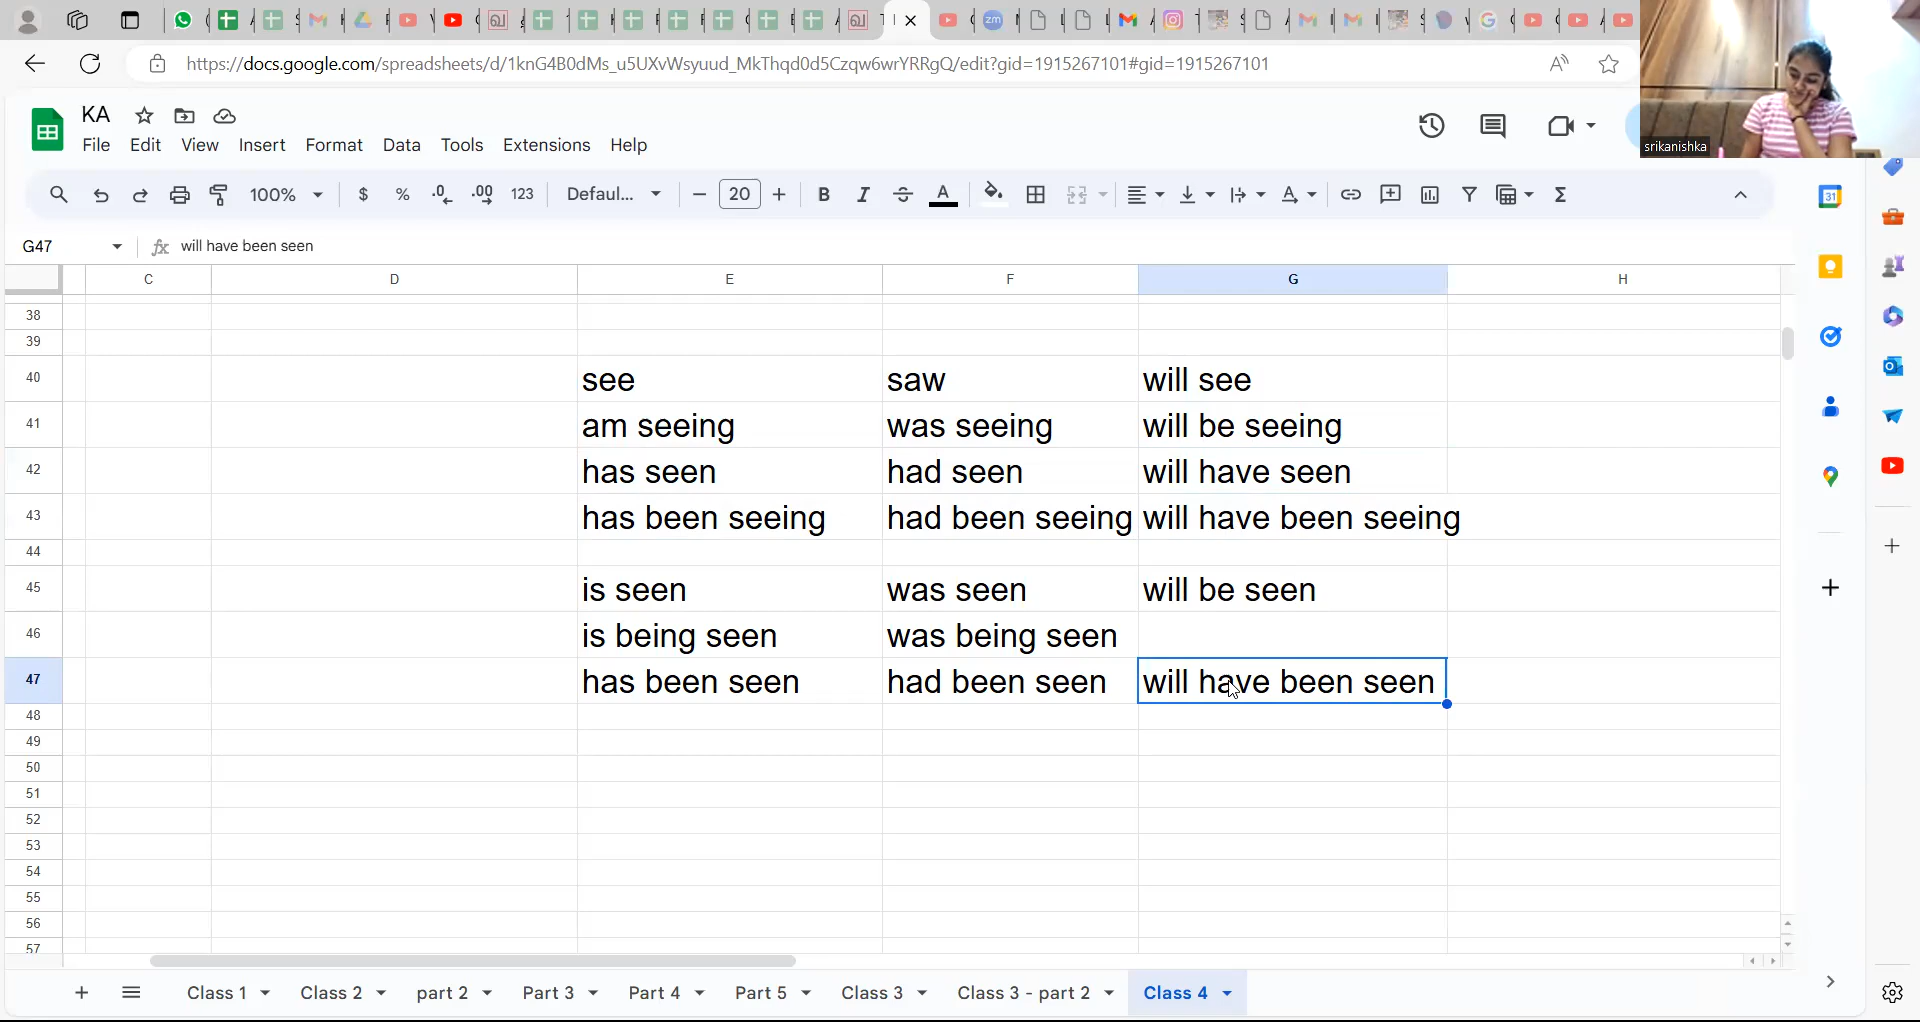 https://docs.google.com/spreadsheets/d/1knG4B0dMs_u5UXvWsyuud_MkThqd0d5Czqw6wrYRRgQ/edit?gid=1915267101#gid=1915267101
srikanishka
KA
File Edit View Insert Format Data Tools Extensions Help
100% $ % .0 .00 123 Defaul... 20 B I S A
G47 fx will have been seen
C D E F G H
38
39
40 see saw will see
41 am seeing was seeing will be seeing
42 has seen had seen will have seen
43 has been seeing had been seeing will have been seeing
44
45 is seen was seen will be seen
46 is being seen was being seen
47 has been seen had been seen will have been seen
48
49
50
51
52
53
54
55
56
57
Class 1 Class 2 part 2 Part 3 Part 4 Part 5 Class 3 Class 3 - part 2 Class 4